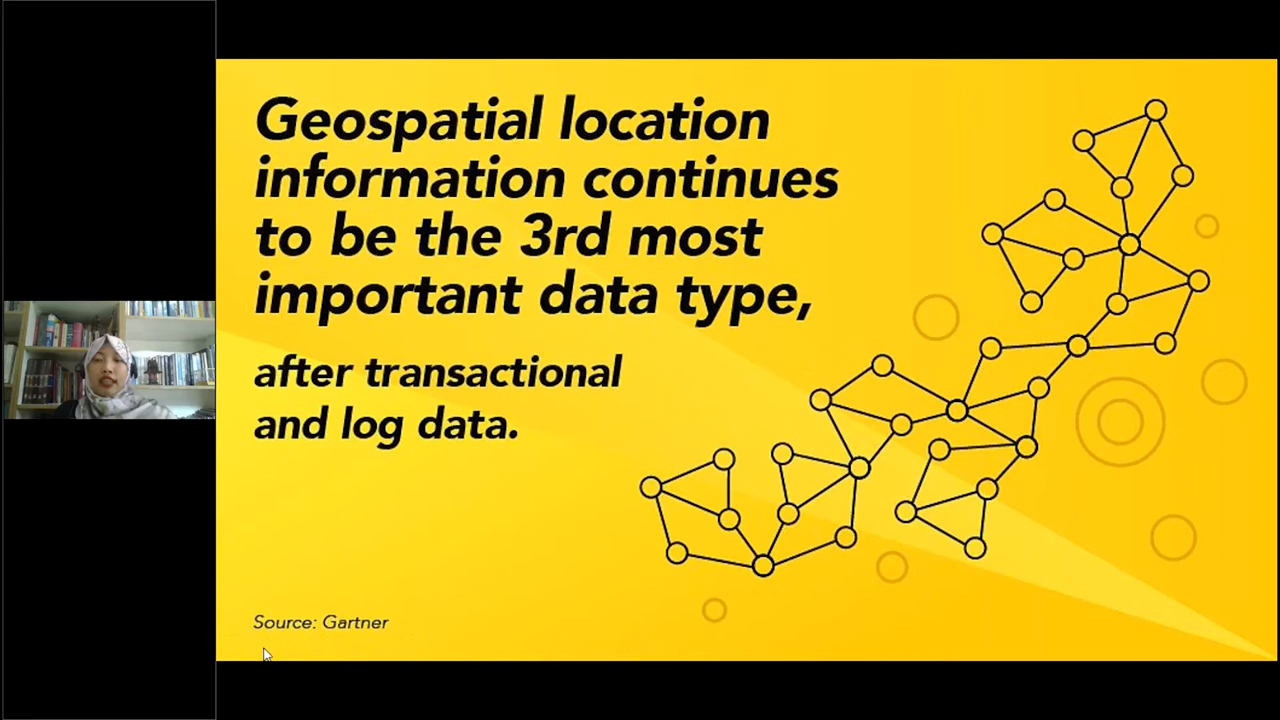 Geospatial location
information continues
to be the 3rd most
important data type,
after transactional
and log data.
Source: Gartner